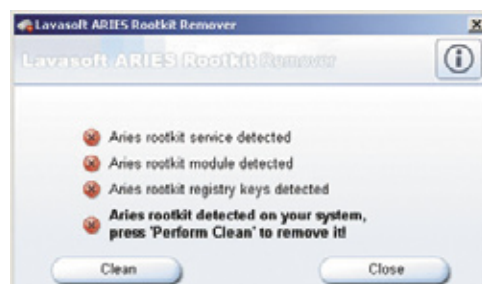 Lavasoft ARIES Rootkit Remover
Lavasoft ARIES Rootkit Remover
Aries rootkit service detected
Aries rootkit module detected
Aries rootkit registry keys detected
Aries rootkit detected on your system,
press 'Perform Clean' to remove it!
Clean
Close